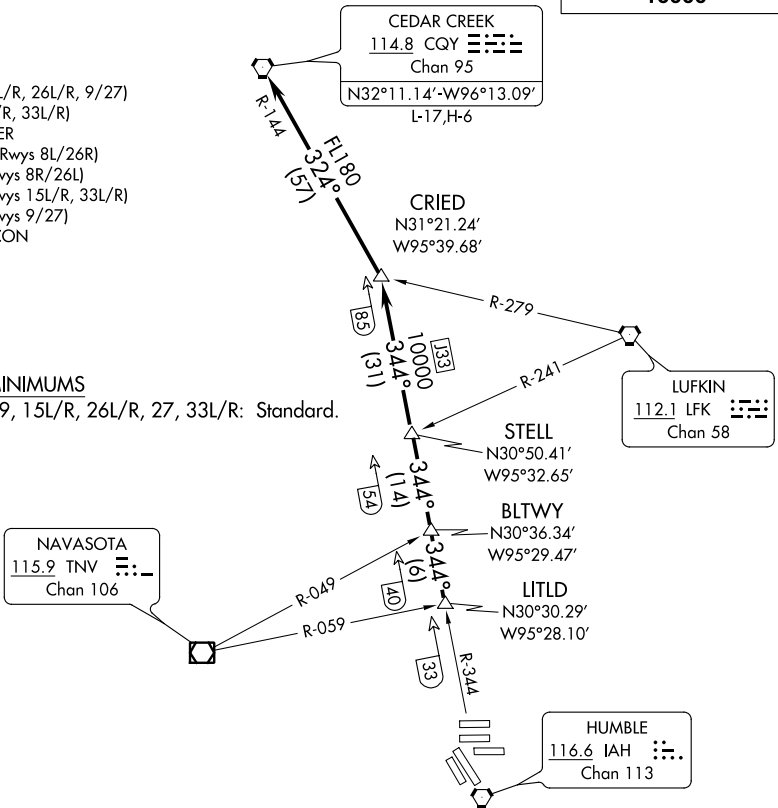 CEDAR CREEK
114.8 CQY
Chan 95
N32°11.14'-W96°13.09'
L-17,H-6
L/R, 26L/R, 9/27)
/R, 33L/R)
Rwys 8L/26R)
wys 8R/26L)
wys 15L/R, 33L/R)
wys 9/27)
R-144
FL180
324°
(57)
CRIED
N31°21.24'
W95°39.68'
85
R-279
J33
10000
344°
(31)
R-241
LUFKIN
112.1 LFK
Chan 58
MINIMUMS
9, 15L/R, 26L/R, 27, 33L/R: Standard.
STELL
N30°50.41'
W95°32.65'
54
344°
(14)
BLTWY
N30°36.34'
W95°29.47'
NAVASOTA
115.9 TNV
Chan 106
R-049
40
344°
(6)
LITLD
N30°30.29'
W95°28.10'
R-059
33
R-344
HUMBLE
116.6 IAH
Chan 113